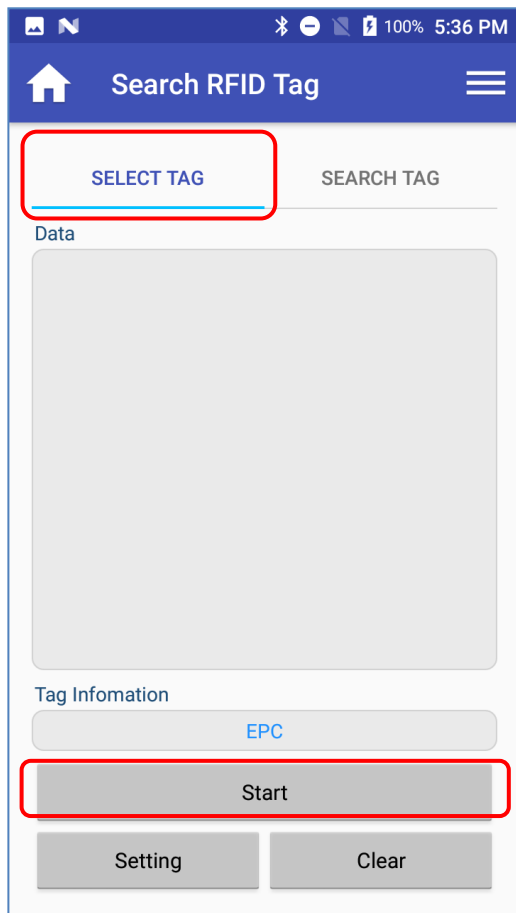 100% 5:36 PM
Search RFID Tag
SELECT TAG SEARCH TAG
Data
Tag Infomation
EPC
Start
Setting Clear